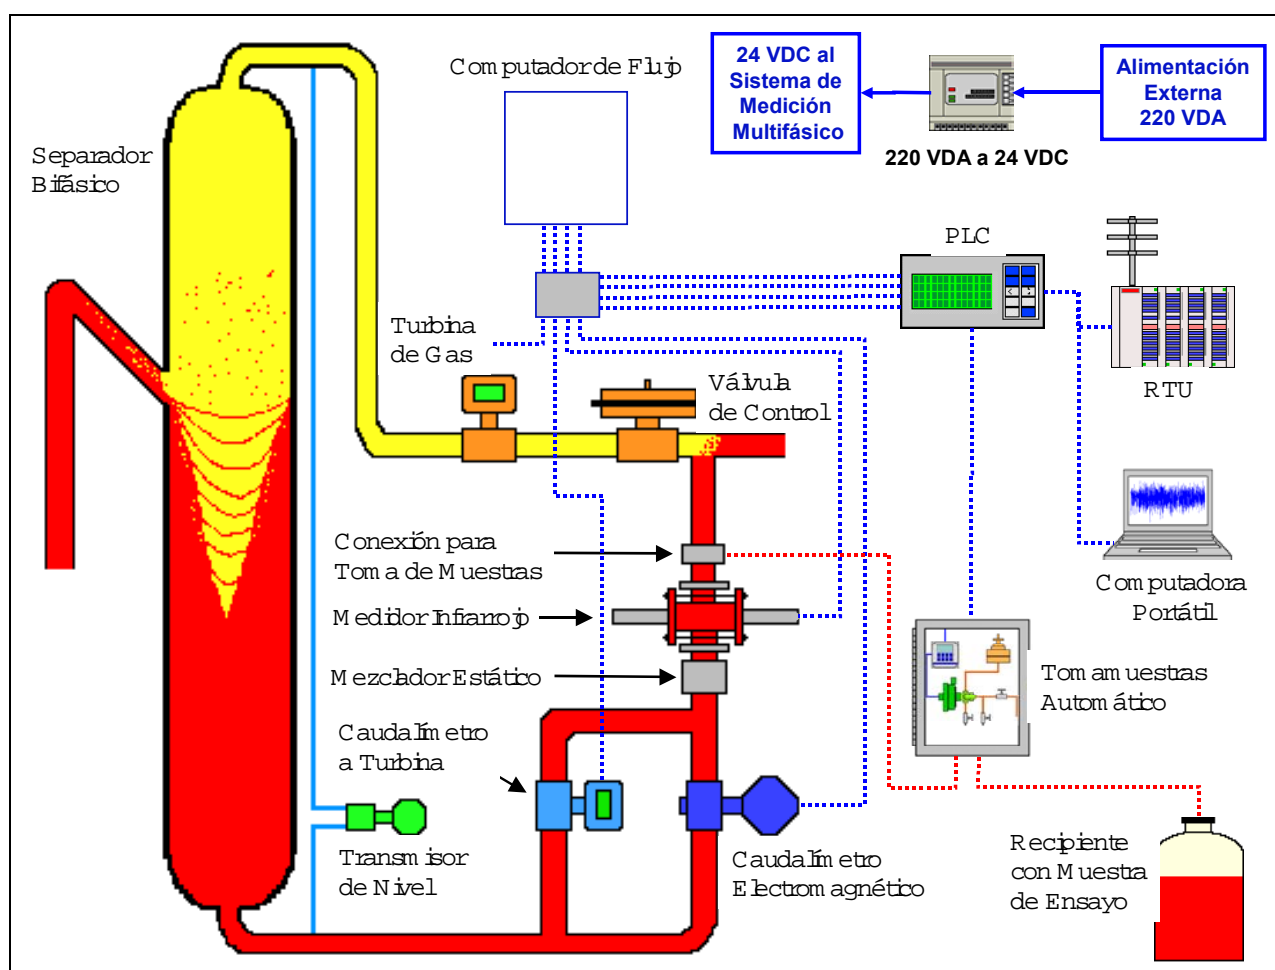 Computador de Flujo
24 VDC al
Sistema de
Medición
Multifásico
Alimentación
Externa
220 VDA
220 VDA a 24 VDC
Separador
Bifásico
PLC
RTU
Turbina
de Gas
Válvula
de Control
Conexión para
Toma de Muestras
Medidor Infrarrojo
Mezclador Estático
Caudalímetro
a Turbina
Transmisor
de Nivel
Caudalímetro
Electromagnético
Computadora
Portátil
Tomamuestras
Automático
Recipiente
con Muestra
de Ensayo